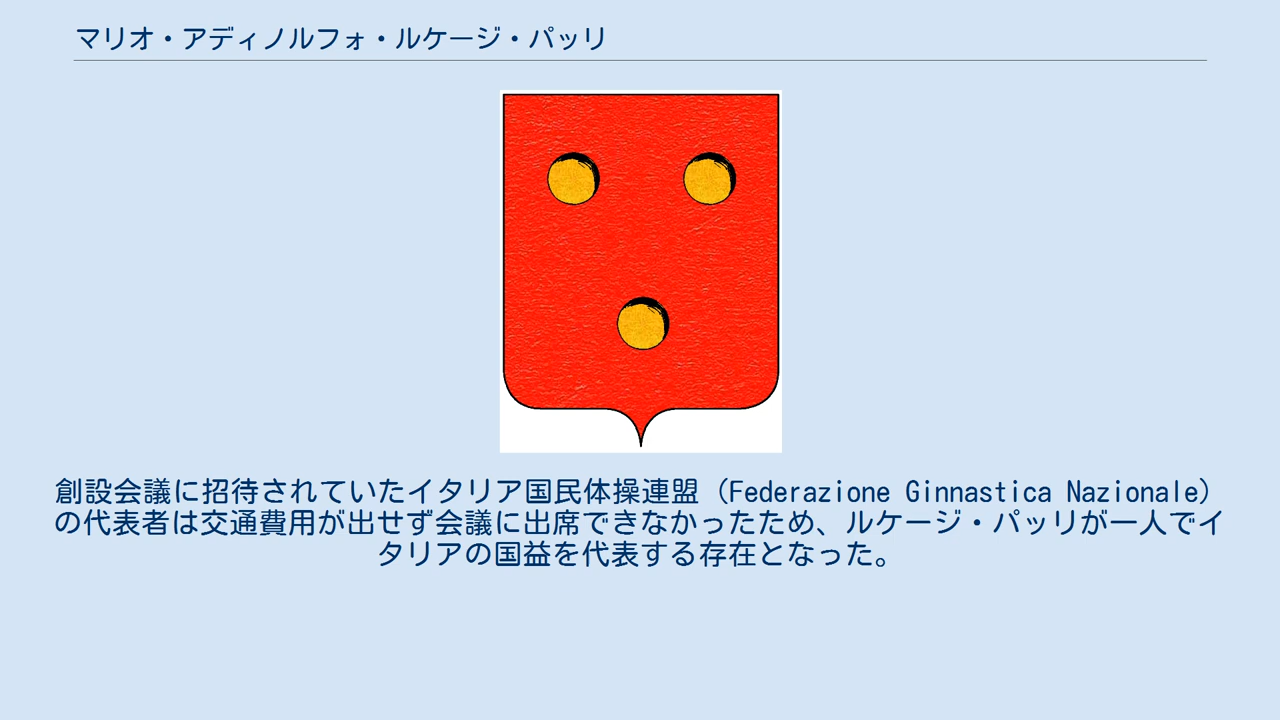 マリオ・アディノルフォ・ルケージ・パッリ
創設会議に招待されていたイタリア国民体操連盟（Federazione Ginnastica Nazionale）
の代表者は交通費用が出せず会議に出席できなかったため、ルケージ・パッリが一人でイ
タリアの国益を代表する存在となった。